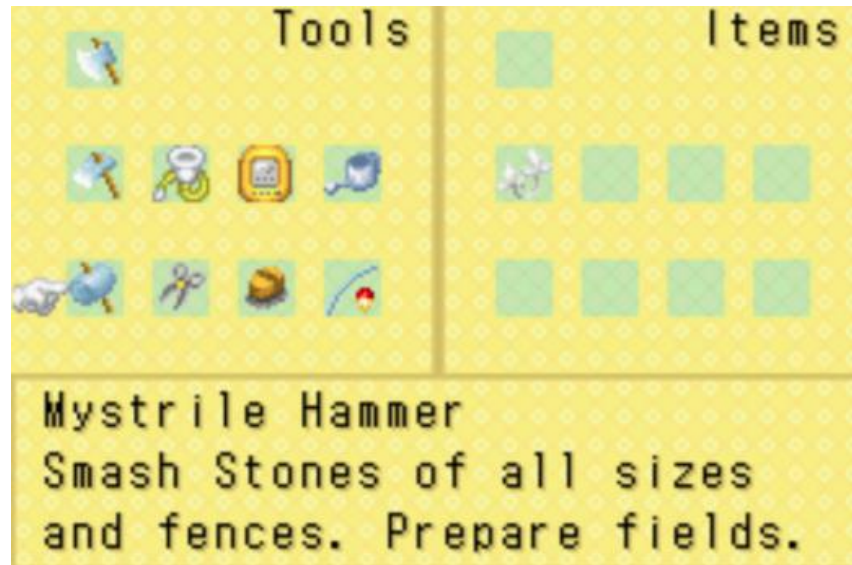 Tools
Items
Mystrile Hammer
Smash Stones of all sizes
and fences. Prepare fields.